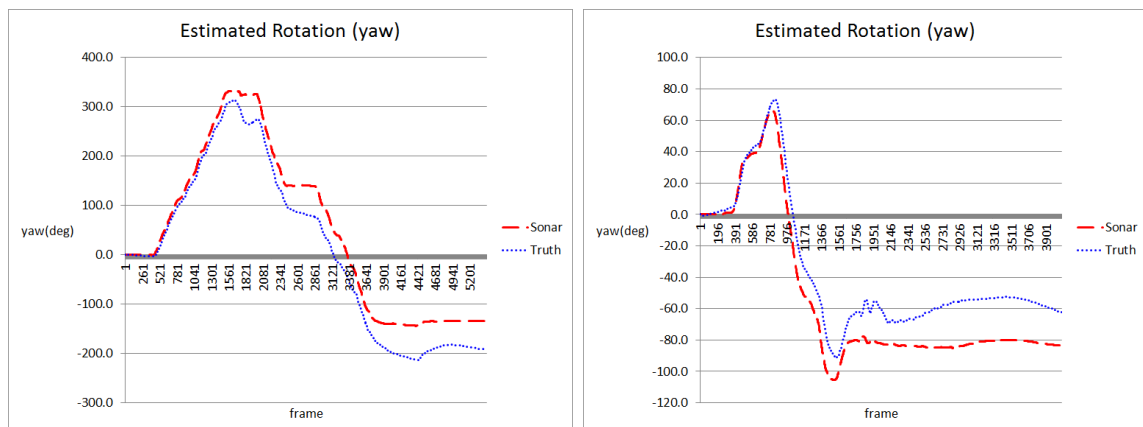 Estimated Rotation (yaw)
400.0
300.0
200.0
100.0
0.0
-100.0
-200.0
-300.0
yaw(deg)
1 261 521 781 1041 1301 1561 1821 2081 2341 2601 2861 3121 3381 3641 3901 4161 4421 4681 4941 5201
frame
Sonar
Truth
Estimated Rotation (yaw)
100.0
80.0
60.0
40.0
20.0
0.0
-20.0
-40.0
-60.0
-80.0
-100.0
-120.0
yaw(deg)
1 196 391 586 781 976 1171 1366 1561 1756 1951 2146 2341 2536 2731 2926 3121 3316 3511 3706 3901
frame
Sonar
Truth